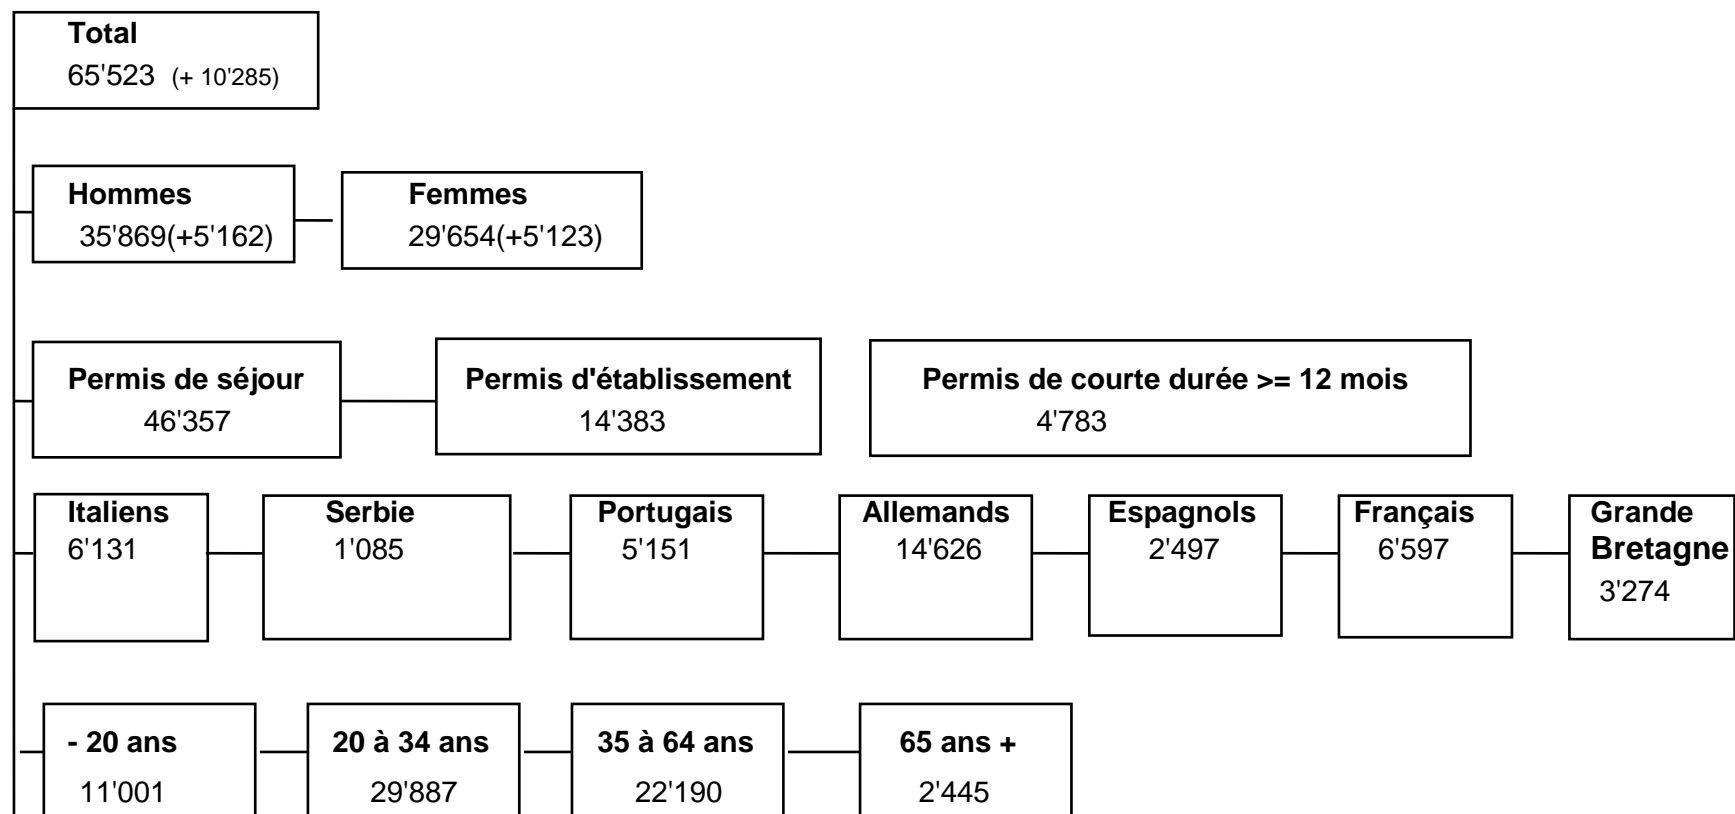 Total
65'523 (+ 10'285)
Hommes
35'869(+5'162)
Femmes
29'654(+5'123)
Permis de séjour
46'357
Permis d'établissement
14'383
Permis de courte durée >= 12 mois
4'783
Italiens
6'131
Serbie
1'085
Portugais
5'151
Allemands
14'626
Espagnols
2'497
Français
6'597
Grande
Bretagne
3'274
- 20 ans
11'001
20 à 34 ans
29'887
35 à 64 ans
22'190
65 ans +
2'445